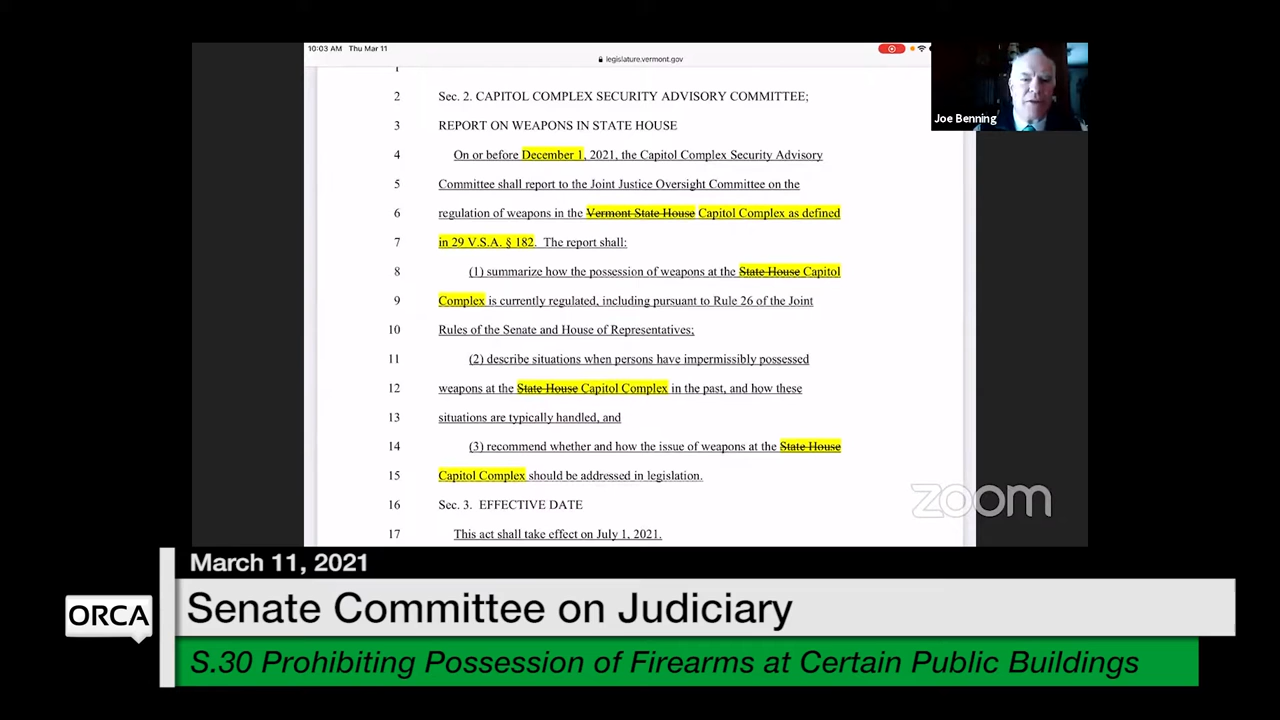 10:03 AM Thu Mar 11
legislature.vermont.gov
Joe Benning
1
2 Sec. 2. CAPITOL COMPLEX SECURITY ADVISORY COMMITTEE;
3 REPORT ON WEAPONS IN STATE HOUSE
4 On or before December 1, 2021, the Capitol Complex Security Advisory
5 Committee shall report to the Joint Justice Oversight Committee on the
6 regulation of weapons in the Vermont State House Capitol Complex as defined
7 in 29 V.S.A. § 182. The report shall:
8 (1) summarize how the possession of weapons at the State House Capitol
9 Complex is currently regulated, including pursuant to Rule 26 of the Joint
10 Rules of the Senate and House of Representatives;
11 (2) describe situations when persons have impermissibly possessed
12 weapons at the State House Capitol Complex in the past, and how these
13 situations are typically handled, and
14 (3) recommend whether and how the issue of weapons at the State House
15 Capitol Complex should be addressed in legislation.
16 Sec. 3. EFFECTIVE DATE
17 This act shall take effect on July 1, 2021.
zoom
March 11, 2021
ORCA
Senate Committee on Judiciary
S.30 Prohibiting Possession of Firearms at Certain Public Buildings